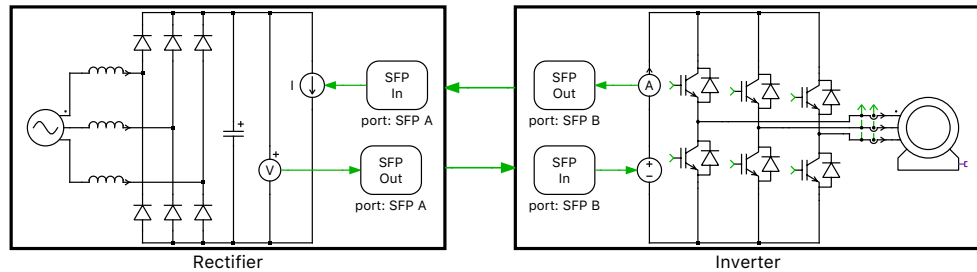 I
SFP
In
port: SFP A
V
SFP
Out
port: SFP A
Rectifier
SFP
Out
port: SFP B
A
SFP
In
port: SFP B
Inverter